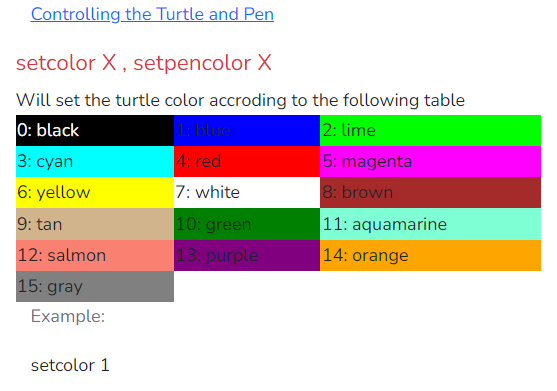 Controlling the Turtle and Pen
setcolor X , setpencolor X
Will set the turtle color accroding to the following table
0: black 1: blue 2: lime
3: cyan 4: red 5: magenta
6: yellow 7: white 8: brown
9: tan 10: green 11: aquamarine
12: salmon 13: purple 14: orange
15: gray
Example:
setcolor 1